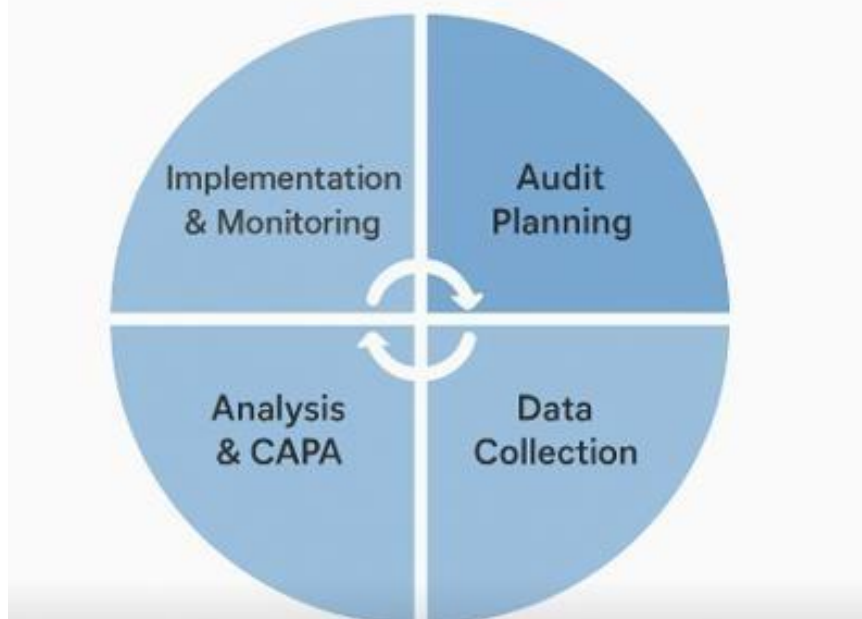 Implementation
& Monitoring
Audit
Planning
Analysis
& CAPA
Data
Collection